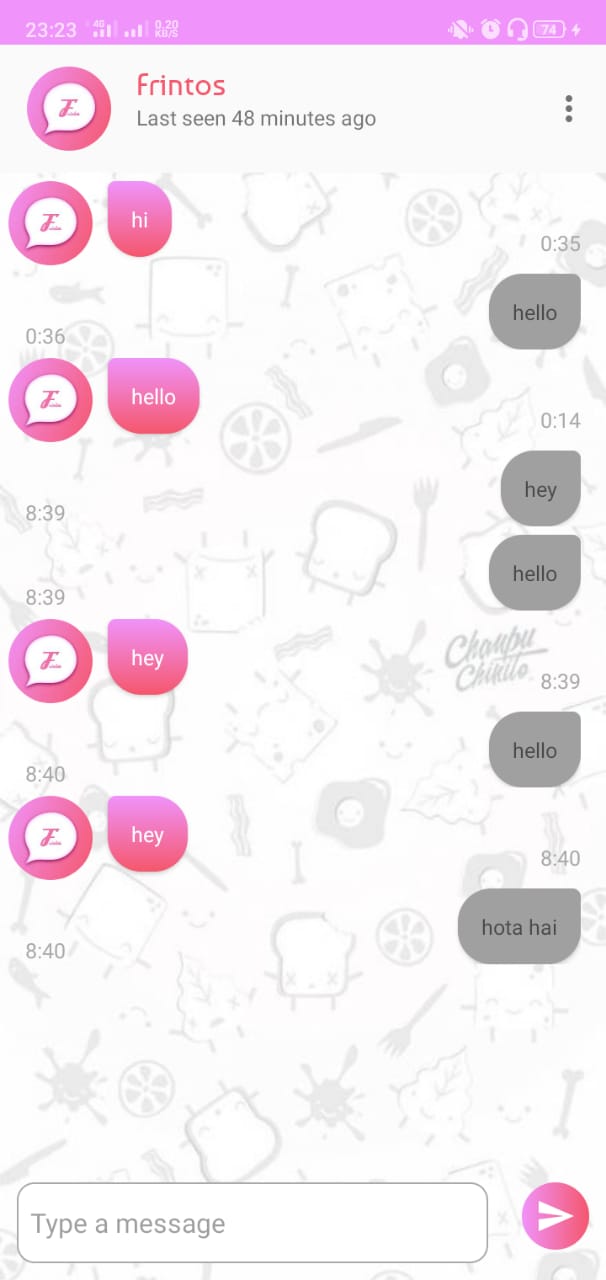 23:23 4G 0.20 KB/S 74
Frintos
Last seen 48 minutes ago
hi
0:35
hello
0:36
hello
0:14
hey
8:39
hello
8:39
hey
8:39
hello
8:40
hey
8:40
hota hai
8:40
Type a message